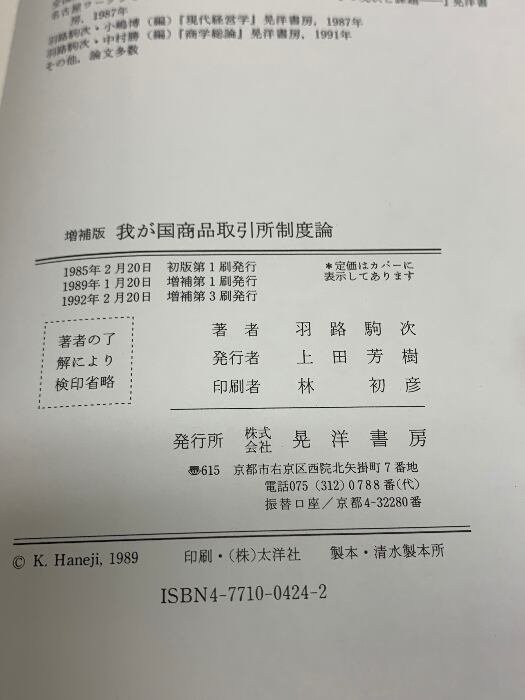 名古屋ワーク
房，1987年
羽路駒次・小嶋博（編）『現代経営学』晃洋書房，1987年
羽路駒次・中村勝（編）『商学総論』晃洋書房，1991年
その他，論文多数
増補版 我が国商品取引所制度論
1985年2月20日 初版第1刷発行
1989年1月20日 増補第1刷発行
1992年2月20日 増補第3刷発行
＊定価はカバーに
表示してあります
著者の了
解により
検印省略
著者 羽路駒次
発行者 上田芳樹
印刷者 林初彦
発行所 株式会社 晃洋書房
〠615 京都市右京区西院北矢掛町7番地
電話075（312）0788番（代）
振替口座／京都4-32280番
© K. Haneji, 1989 印刷・（株）太洋社 製本・清水製本所
ISBN4-7710-0424-2